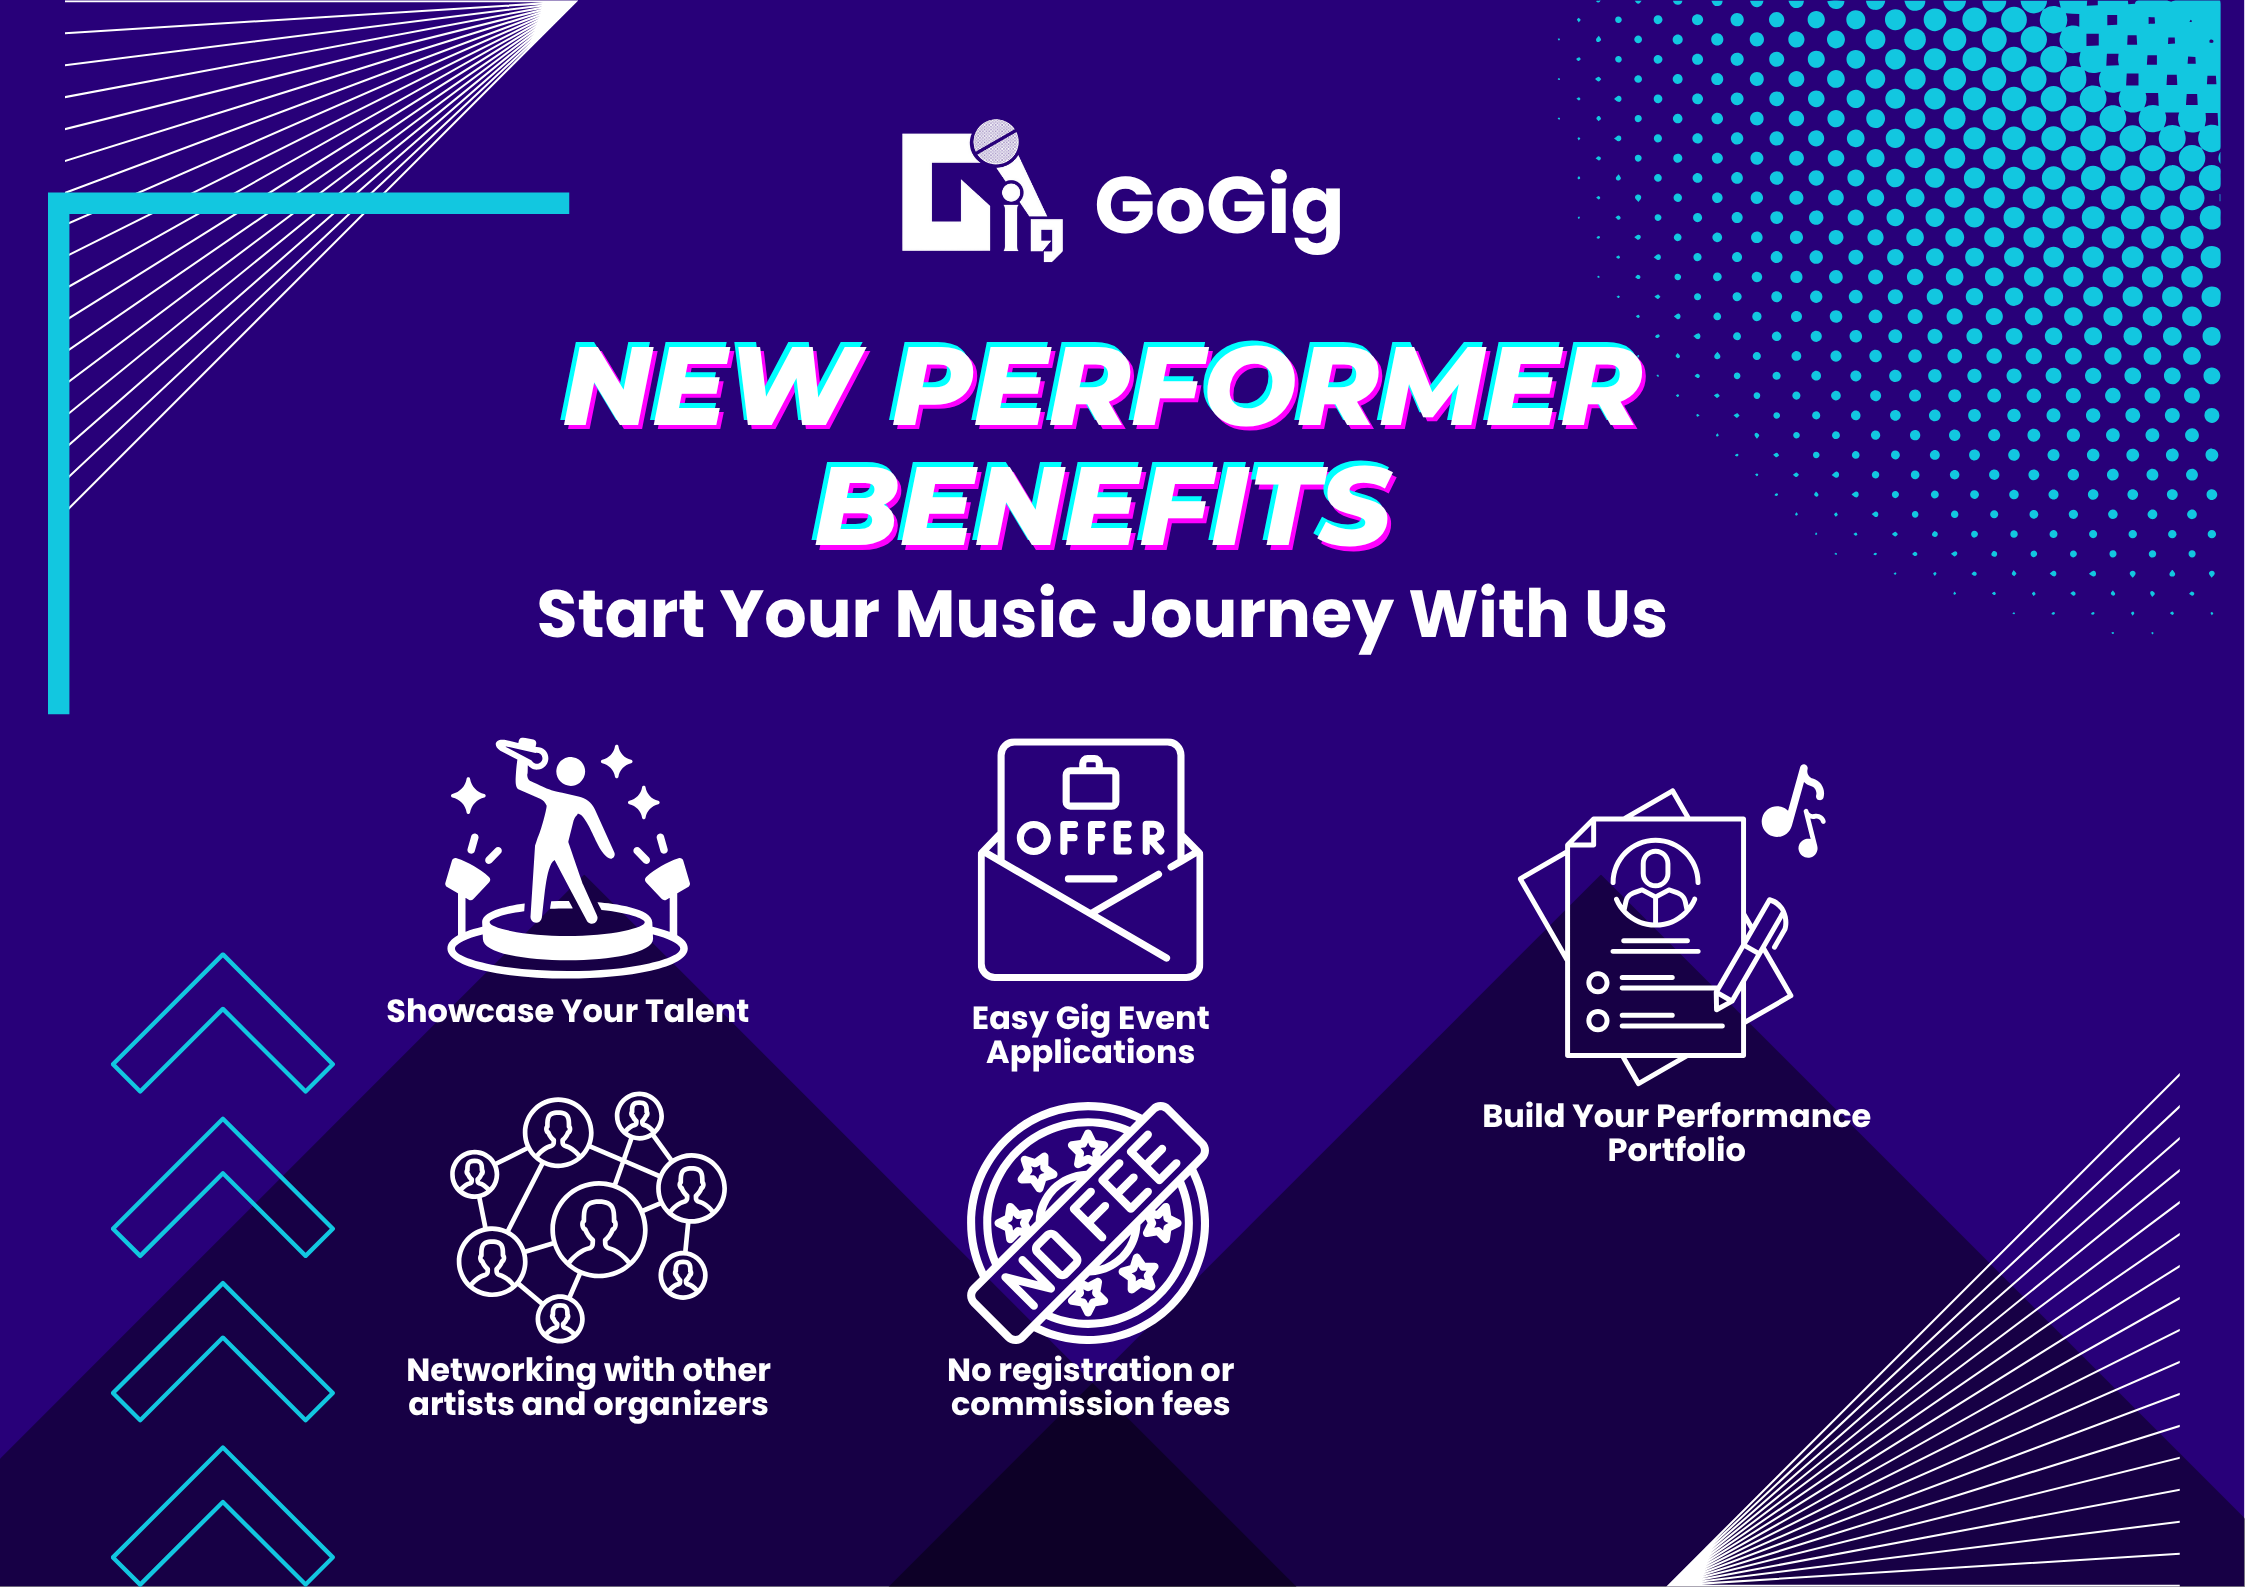 Gig
GoGig
NEW PERFORMER
BENEFITS
Start Your Music Journey With Us
OFFER
Showcase Your Talent
Easy Gig Event
Applications
Build Your Performance
Portfolio
NO FEE
Networking with other
artists and organizers
No registration or
commission fees